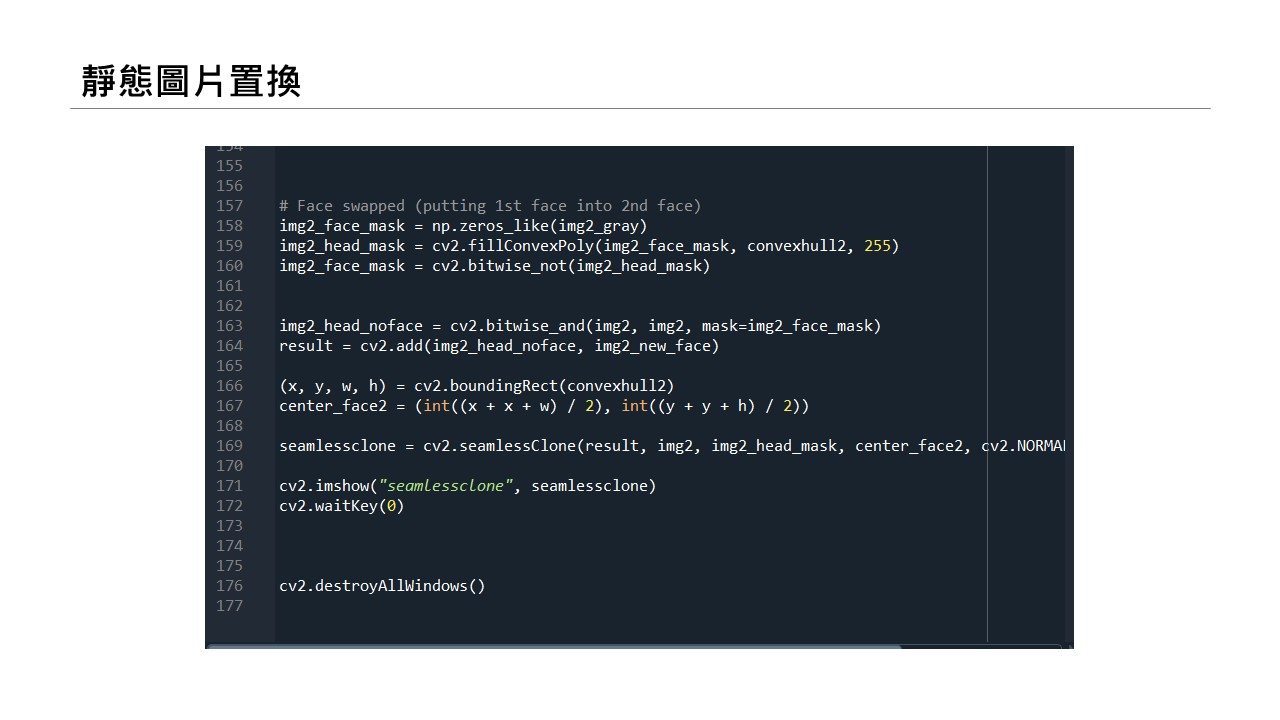 靜態圖片置換
154
155
156
157 # Face swapped (putting 1st face into 2nd face)
158 img2_face_mask = np.zeros_like(img2_gray)
159 img2_head_mask = cv2.fillConvexPoly(img2_face_mask, convexhull2, 255)
160 img2_face_mask = cv2.bitwise_not(img2_head_mask)
161
162
163 img2_head_noface = cv2.bitwise_and(img2, img2, mask=img2_face_mask)
164 result = cv2.add(img2_head_noface, img2_new_face)
165
166 (x, y, w, h) = cv2.boundingRect(convexhull2)
167 center_face2 = (int((x + x + w) / 2), int((y + y + h) / 2))
168
169 seamlessclone = cv2.seamlessClone(result, img2, img2_head_mask, center_face2, cv2.NORMA
170
171 cv2.imshow("seamlessclone", seamlessclone)
172 cv2.waitKey(0)
173
174
175
176 cv2.destroyAllWindows()
177